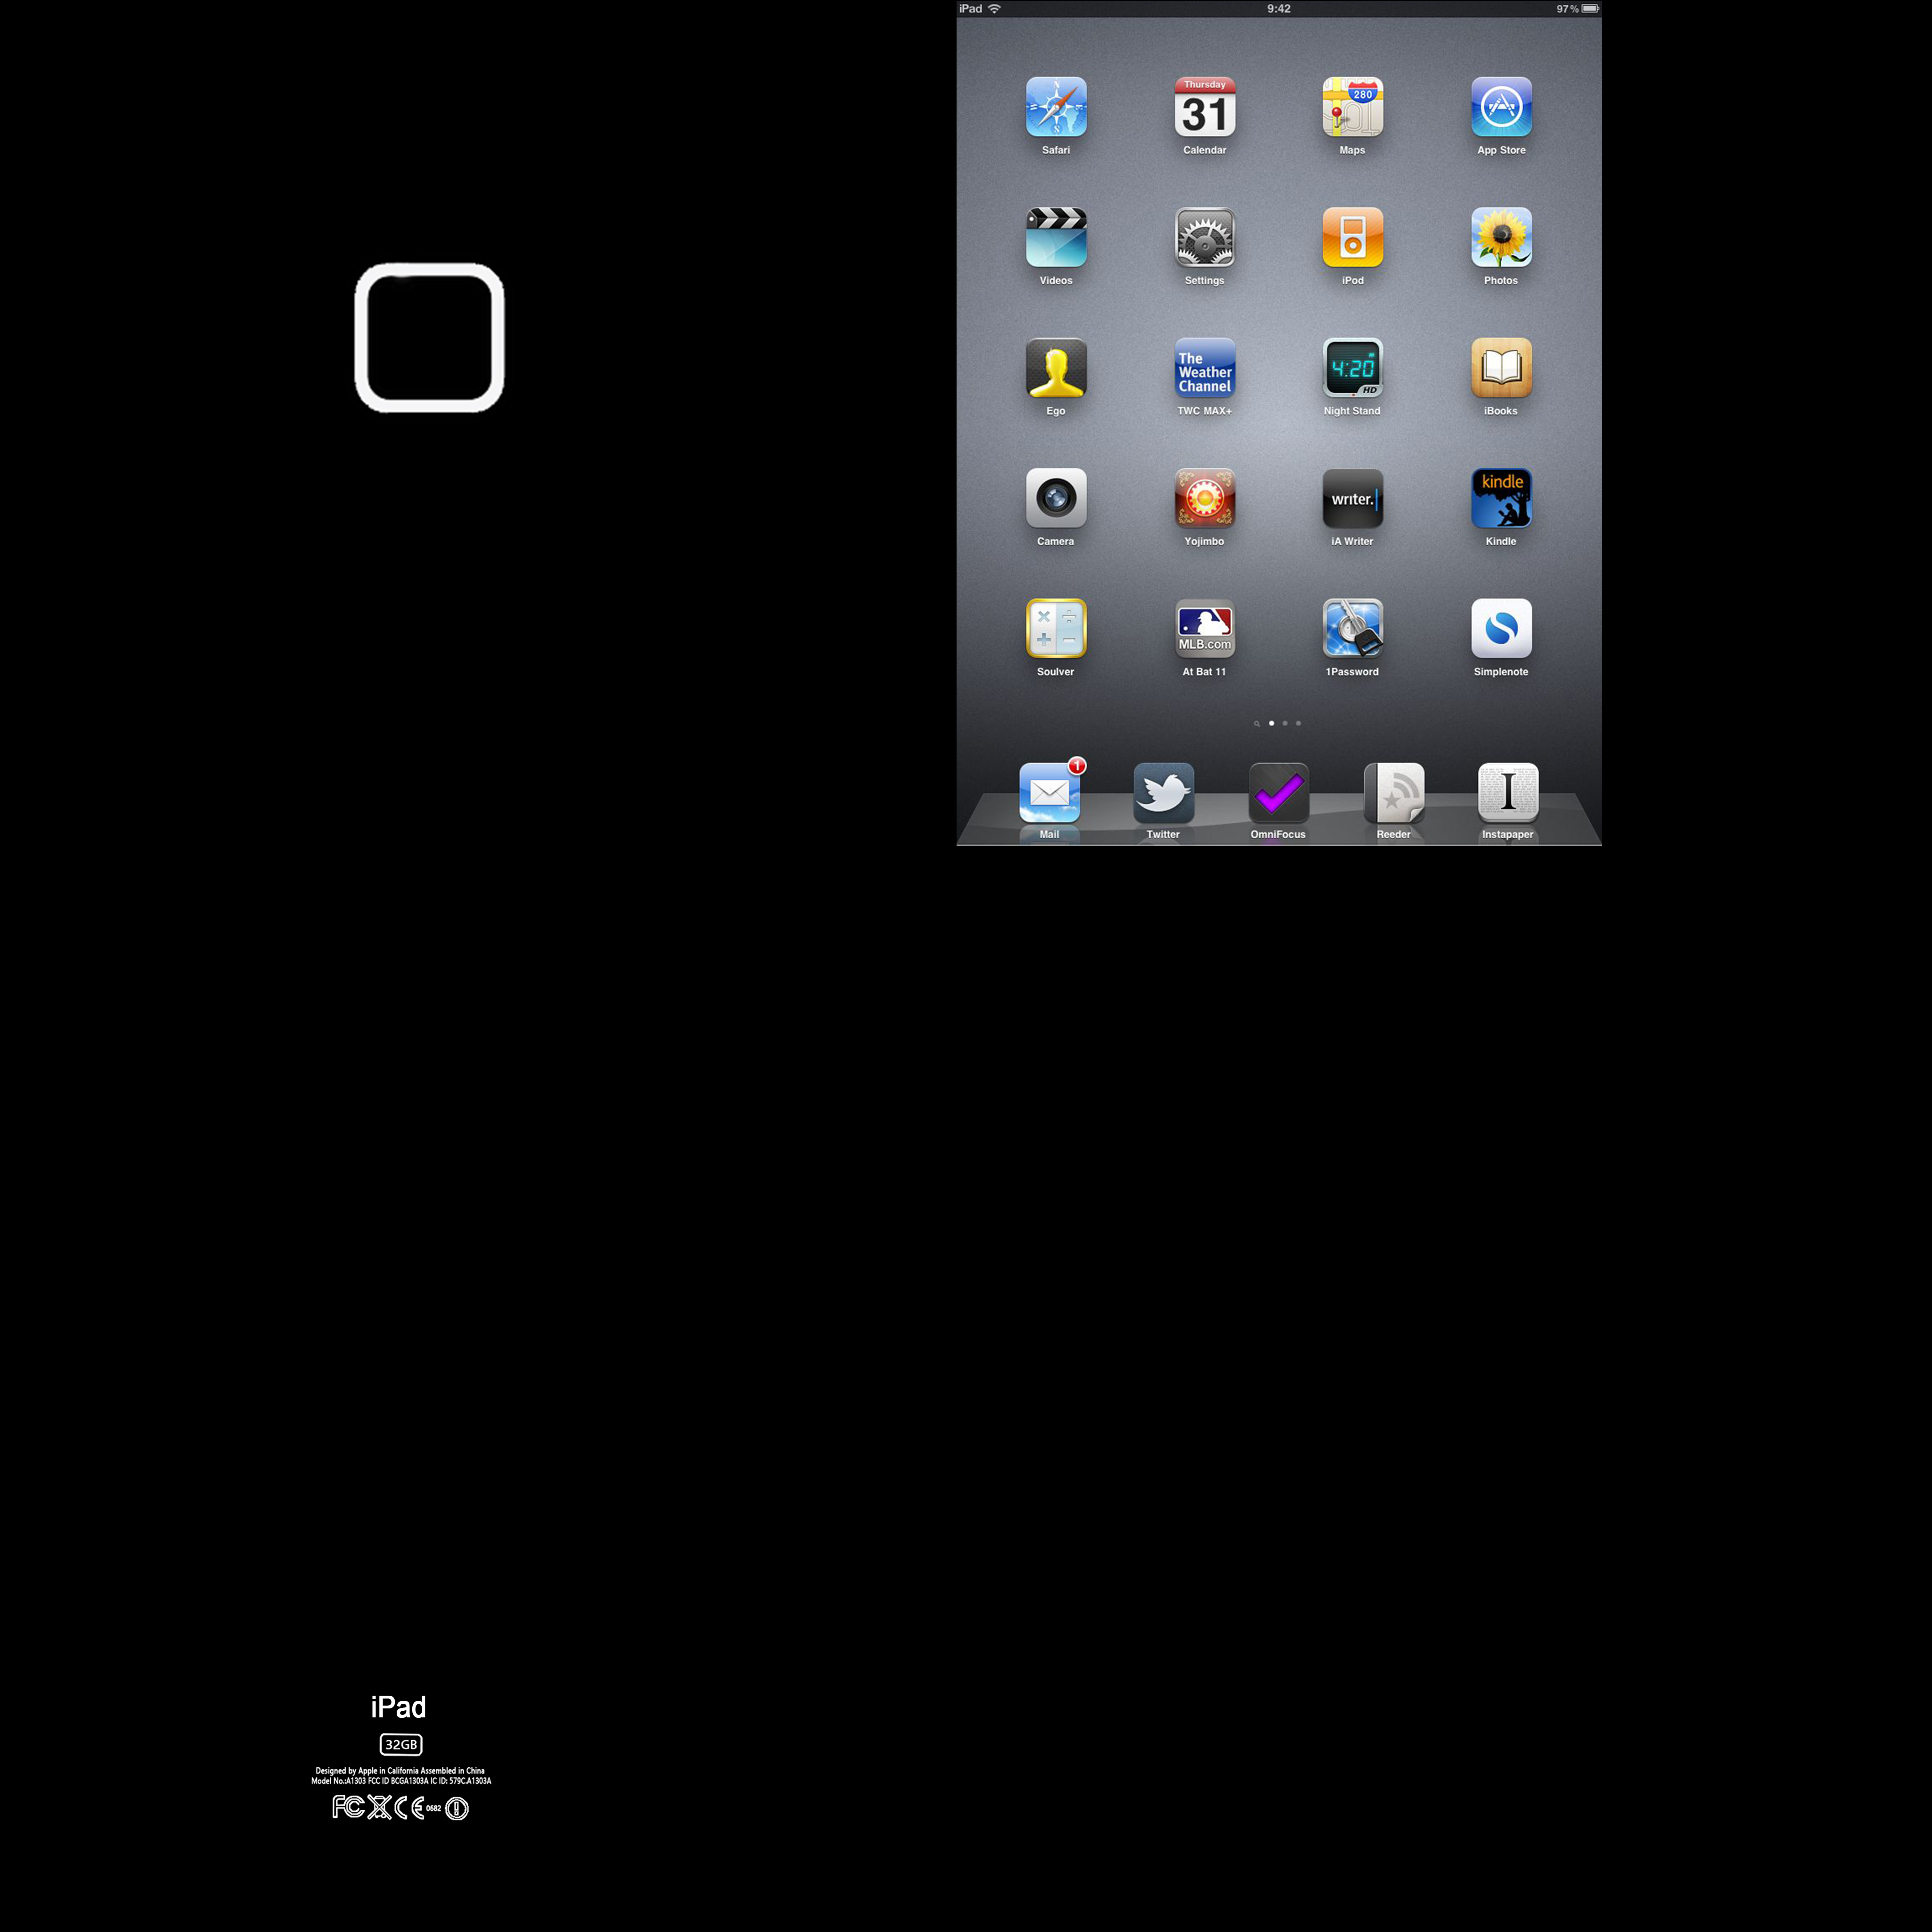 iPad 9:42 97%
Thursday
31
280
Safari Calendar Maps App Store
Videos Settings iPod Photos
The
Weather
Channel
4:20
HD
Ego TWC MAX+ Night Stand iBooks
writer.
kindle
Camera Yojimbo iA Writer Kindle
MLB.com
Soulver At Bat 11 1Password Simplenote
1
I
Mail Twitter OmniFocus Reeder Instapaper
iPad
32GB
Designed by Apple in California Assembled in China
Model No.:A1303 FCC ID BCGA1303A IC ID: 579C.A1303A
FC CE 0682